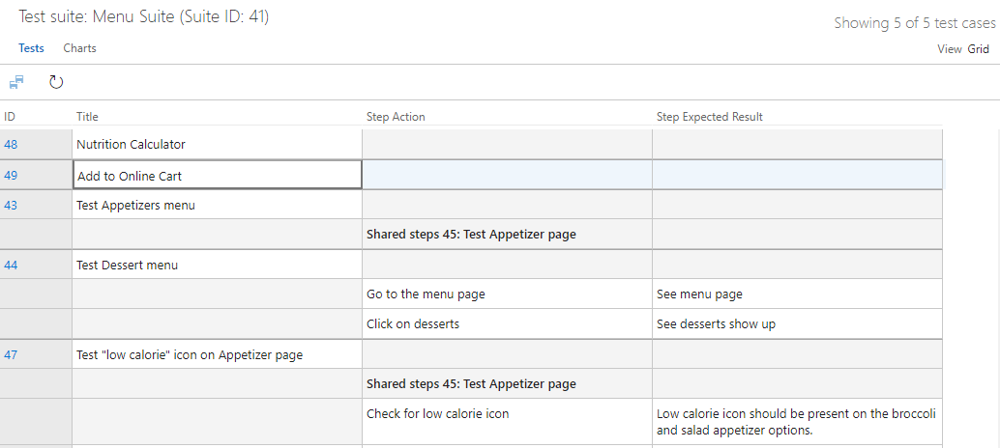 Test suite: Menu Suite (Suite ID: 41)
Showing 5 of 5 test cases
Tests Charts
View Grid
ID Title Step Action Step Expected Result
48 Nutrition Calculator
49 Add to Online Cart
43 Test Appetizers menu
Shared steps 45: Test Appetizer page
44 Test Dessert menu
Go to the menu page See menu page
Click on desserts See desserts show up
47 Test "low calorie" icon on Appetizer page
Shared steps 45: Test Appetizer page
Check for low calorie icon Low calorie icon should be present on the broccoli
and salad appetizer options.